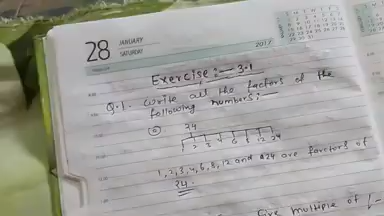 28 JANUARY
SATURDAY
2017
Exercise :- 3.1
Q.1. Write all the factors of the
following numbers :-
(a) 24
1 2 3 4 6 8 12 24
1, 2, 3, 4, 6, 8, 12 and 24 are factors of
24.
five multiple of